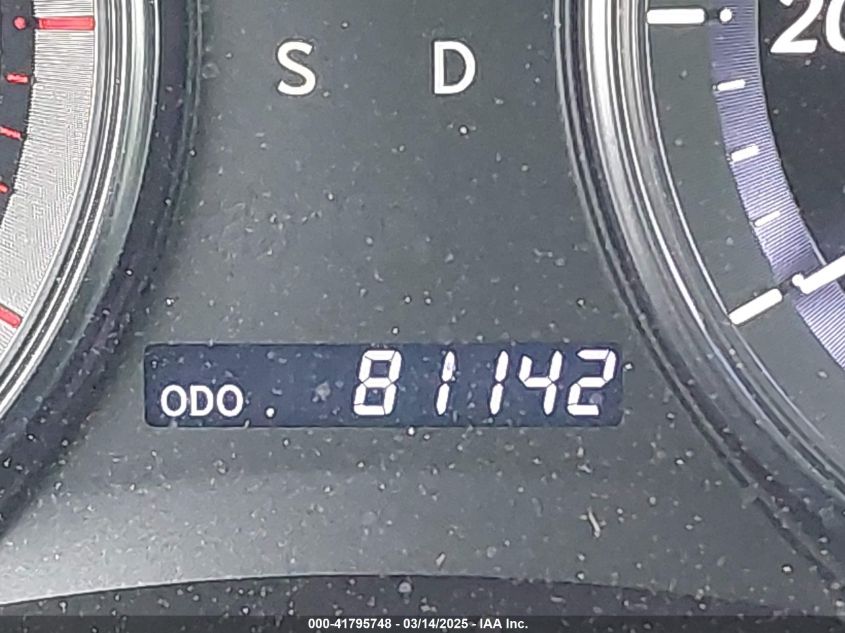 S D
20
ODO. 81142
000-41795748 - 03/14/2025 - IAA Inc.